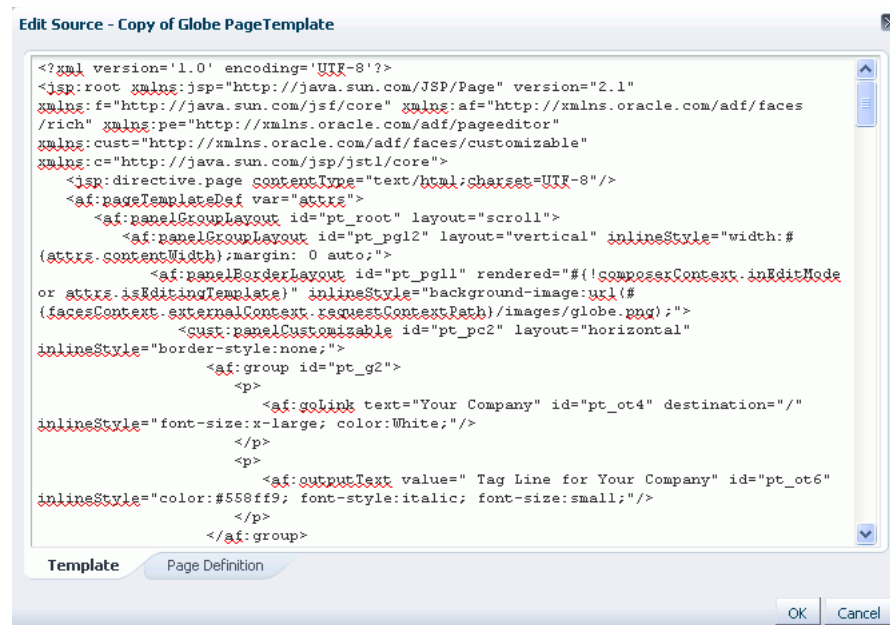 Edit Source - Copy of Globe PageTemplate
<?xml version='1.0' encoding='UTF-8'?>
<jsp:root xmlns:jsp="http://java.sun.com/JSP/Page" version="2.1"
xmlns:f="http://java.sun.com/jsf/core" xmlns:af="http://xmlns.oracle.com/adf/faces
/rich" xmlns:pe="http://xmlns.oracle.com/adf/pageeditor"
xmlns:cust="http://xmlns.oracle.com/adf/faces/customizable"
xmlns:c="http://java.sun.com/jsp/jstl/core">
<jsp:directive.page contentType="text/html;charset=UTF-8"/>
<af:pageTemplateDef var="attrs">
<af:panelGroupLayout id="pt_root" layout="scroll">
<af:panelGroupLayout id="pt_pgl2" layout="vertical" inlineStyle="width:#
{attrs.contentWidth};margin: 0 auto;">
<af:panelBorderLayout id="pt_pgl1" rendered="#{!composerContext.inEditMode
or attrs.isEditingTemplate}" inlineStyle="background-image:url(#
{facesContext.externalContext.requestContextPath}/images/globe.png);">
<cust:panelCustomizable id="pt_pc2" layout="horizontal"
inlineStyle="border-style:none;">
<af:group id="pt_g2">
<p>
<af:goLink text="Your Company" id="pt_ot4" destination="/"
inlineStyle="font-size:x-large; color:White;"/>
</p>
<p>
<af:outputText value=" Tag Line for Your Company" id="pt_ot6"
inlineStyle="color:#558ff9; font-style:italic; font-size:small;"/>
</p>
</af:group>
Template Page Definition
OK Cancel